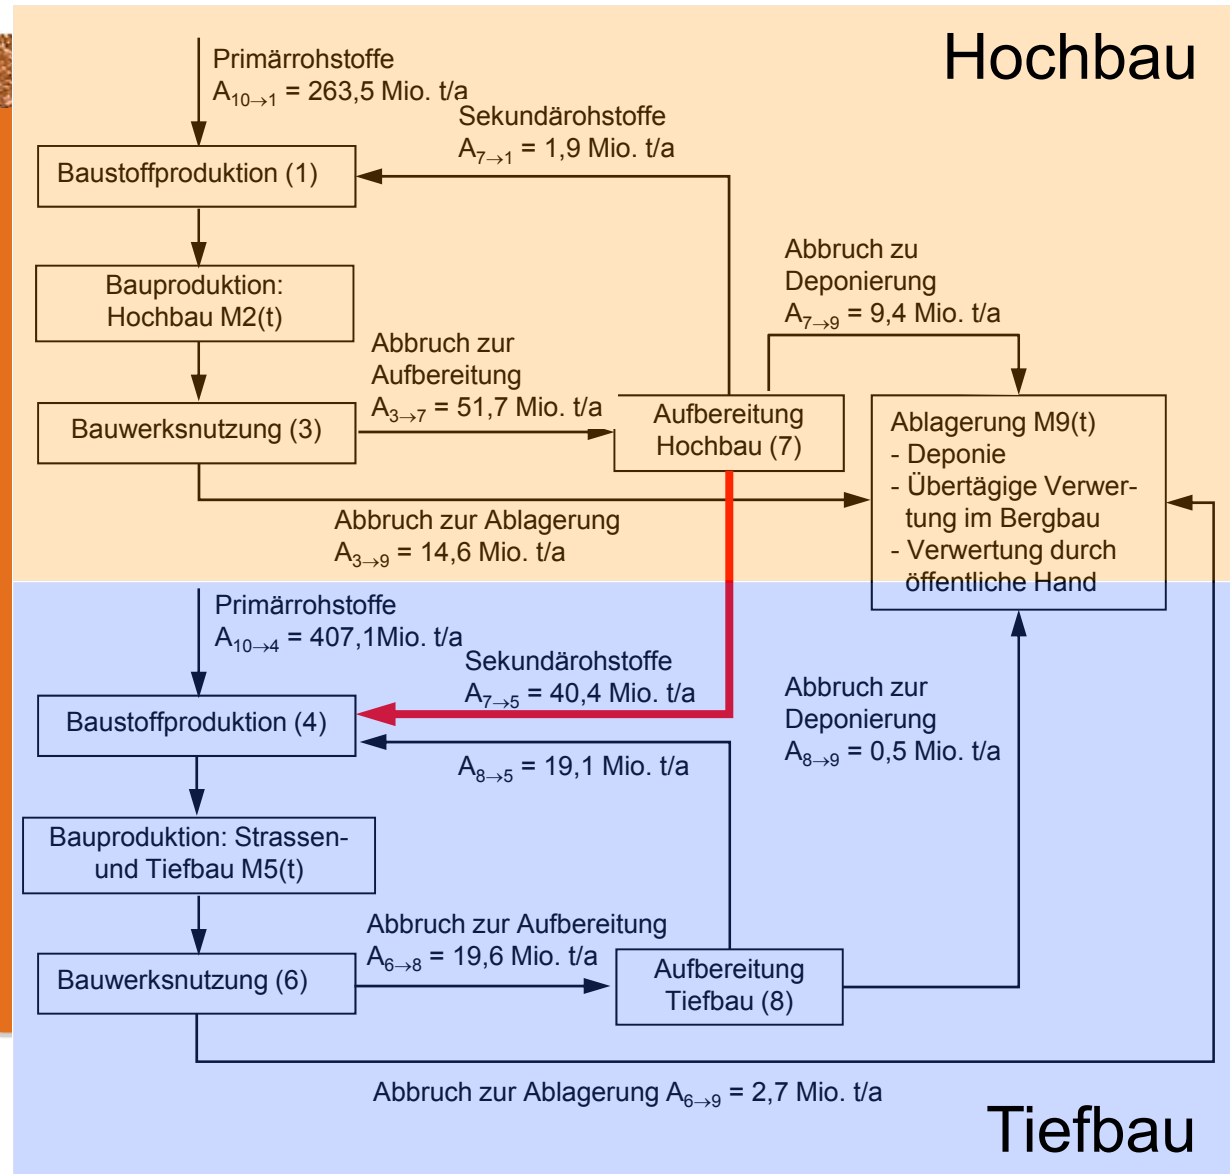 Hochbau
Primärrohstoffe
A10→1 = 263,5 Mio. t/a
Sekundärohstoffe
A7→1 = 1,9 Mio. t/a
Baustoffproduktion (1)
Bauproduktion:
Hochbau M2(t)
Abbruch zu
Deponierung
A7→9 = 9,4 Mio. t/a
Abbruch zur
Aufbereitung
A3→7 = 51,7 Mio. t/a
Bauwerksnutzung (3)
Aufbereitung
Hochbau (7)
Ablagerung M9(t)
- Deponie
- Übertägige Verwer-
tung im Bergbau
- Verwertung durch
öffentliche Hand
Abbruch zur Ablagerung
A3→9 = 14,6 Mio. t/a
Primärrohstoffe
A10→4 = 407,1Mio. t/a
Sekundärohstoffe
A7→5 = 40,4 Mio. t/a
Baustoffproduktion (4)
A8→5 = 19,1 Mio. t/a
Abbruch zur
Deponierung
A8→9 = 0,5 Mio. t/a
Bauproduktion: Strassen-
und Tiefbau M5(t)
Abbruch zur Aufbereitung
A6→8 = 19,6 Mio. t/a
Bauwerksnutzung (6)
Aufbereitung
Tiefbau (8)
Abbruch zur Ablagerung A6→9 = 2,7 Mio. t/a
Tiefbau